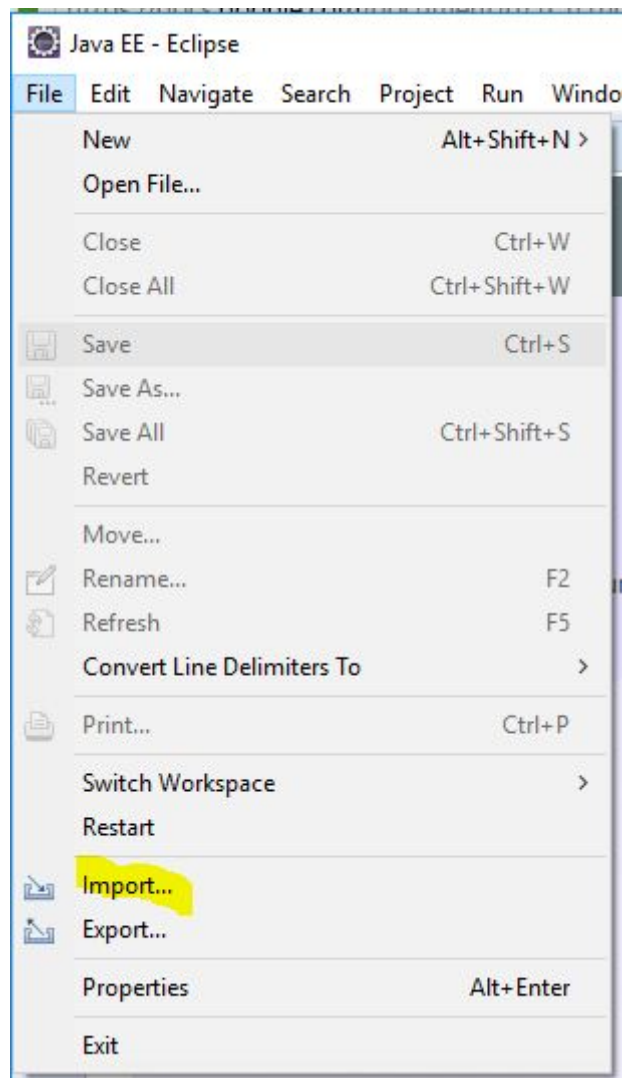 Java EE - Eclipse
File Edit Navigate Search Project Run
New Alt+Shift+N >
Open File...
Close Ctrl+W
Close All Ctrl+Shift+W
Save Ctrl+S
Save As...
Save All Ctrl+Shift+S
Revert
Move...
Rename... F2
Refresh F5
Convert Line Delimiters To >
Print... Ctrl+P
Switch Workspace >
Restart
Import...
Export...
Properties Alt+Enter
Exit